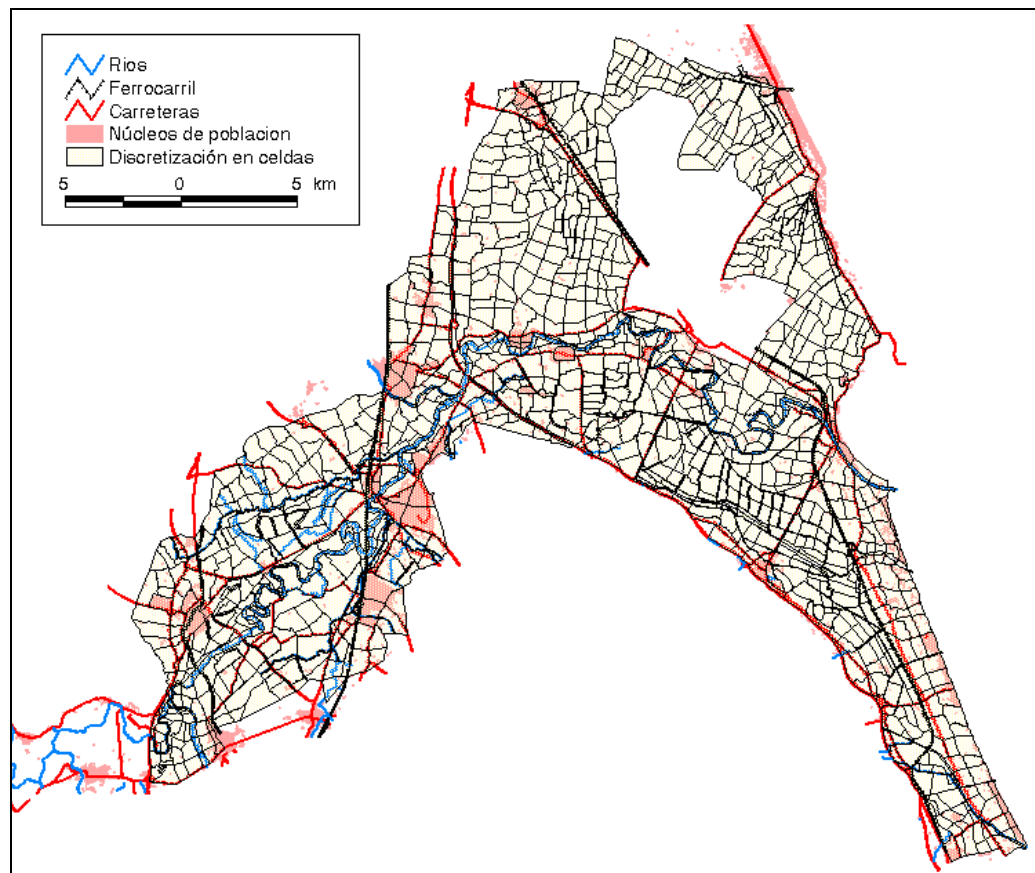 Rios
Ferrocarril
Carreteras
Núcleos de poblacion
Discretización en celdas
5 0 5 km